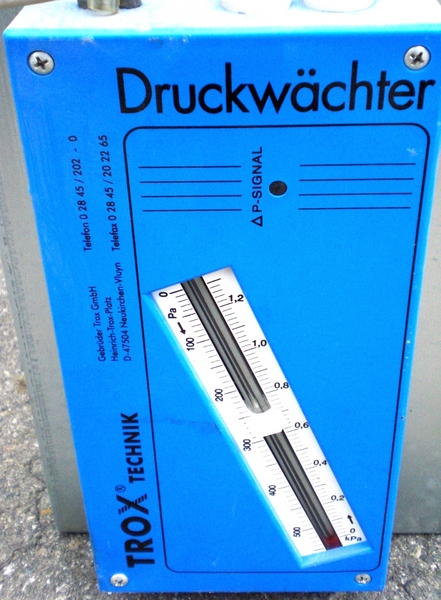 Druckwächter
Δ P-SIGNAL
Telefon 0 28 45 / 202 - 0
Telefax 0 28 45 / 20 22 65
Gebrüder Trox GmbH
Heinrich-Trox-Platz
D-47504 Neukirchen-Vluyn
TROX® TECHNIK
0
Pa
100
200
300
400
500
1,2
1,0
0,8
0,6
0,4
0,2
0
kPa